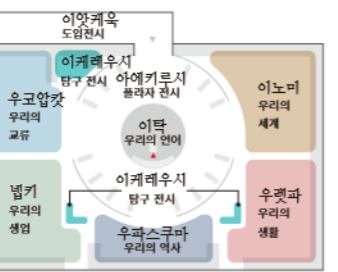 이앗케욱
도입전시
이케레우시
탐구 전시
아에키루시
플라자 전시
우코압캇
우리의
교류
이노미
우리의
세계
이탁
우리의 언어
이케레우시
탐구 전시
넵키
우리의
생업
우렛파
우리의
생활
우파스쿠마
우리의 역사